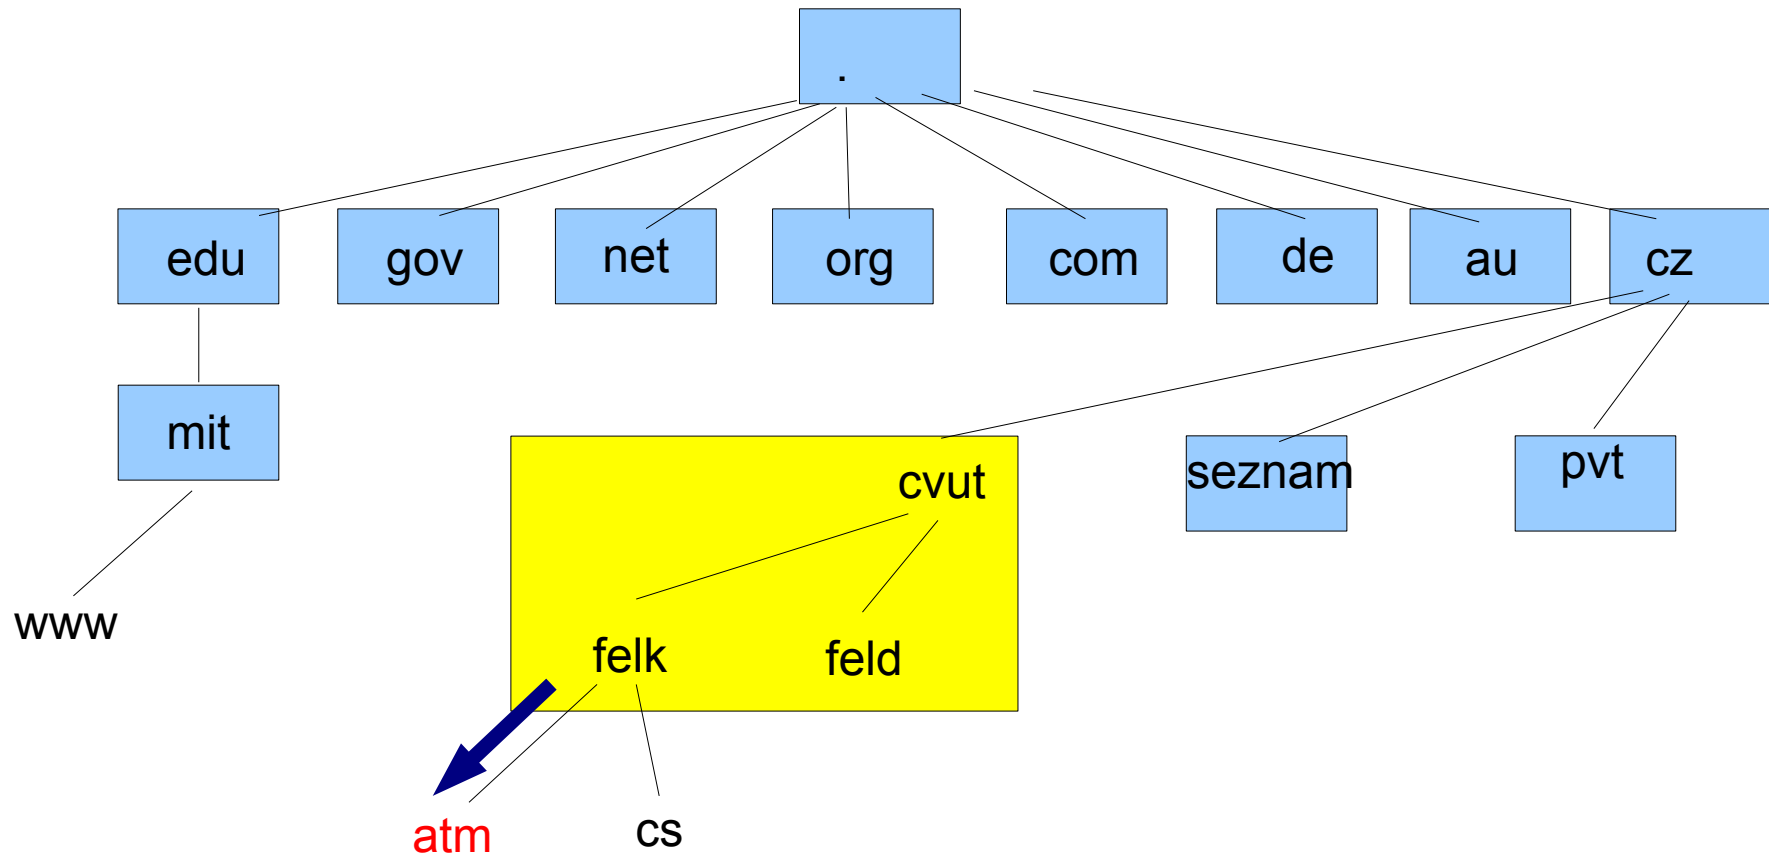 .
edu gov net org com de au cz
mit
cvut seznam pvt
www
felk feld
atm cs